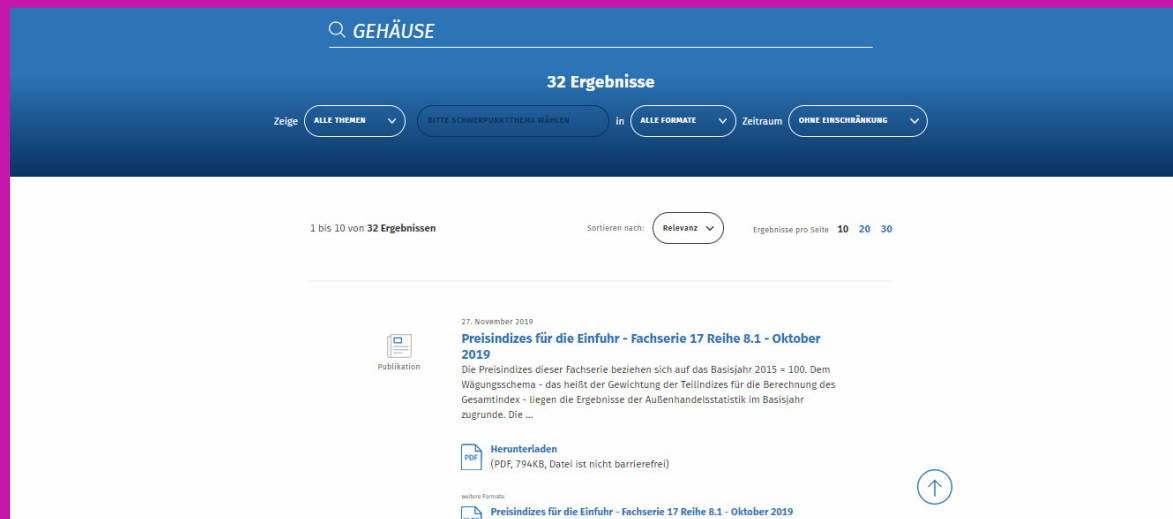 GEHÄUSE
32 Ergebnisse
Zeige ALLE THEMEN BITTE SCHWERPUNKTTHEMA WÄHLEN in ALLE FORMATE Zeitraum OHNE EINSCHRÄNKUNG
1 bis 10 von 32 Ergebnissen Sortieren nach: Relevanz Ergebnisse pro Seite 10 20 30
27. November 2019
Preisindizes für die Einfuhr - Fachserie 17 Reihe 8.1 - Oktober
2019
Publikation
Die Preisindizes dieser Fachserie beziehen sich auf das Basisjahr 2015 = 100. Dem
Wägungsschema - das heißt der Gewichtung der Teilindizes für die Berechnung des
Gesamtindex - liegen die Ergebnisse der Außenhandelsstatistik im Basisjahr
zugrunde. Die ...
Herunterladen
PDF (PDF, 794KB, Datei ist nicht barrierefrei)
weitere Formate
Preisindizes für die Einfuhr - Fachserie 17 Reihe 8.1 - Oktober 2019